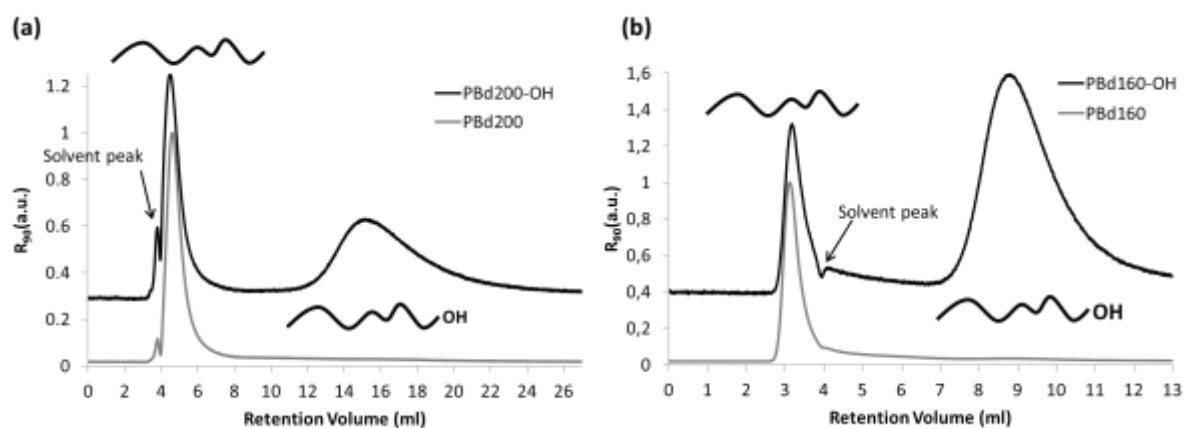 (a)
1.2
1
0.8
0.6
0.4
0.2
0
R₉₀(a.u.)
Solvent peak
PBd200-OH
PBd200
OH
0 2 4 6 8 10 12 14 16 18 20 22 24 26
Retention Volume (ml)
(b)
1,6
1,4
1,2
1
0,8
0,6
0,4
0,2
0
R₉₀(a.u.)
PBd160-OH
PBd160
Solvent peak
OH
0 1 2 3 4 5 6 7 8 9 10 11 12 13
Retention Volume (ml)